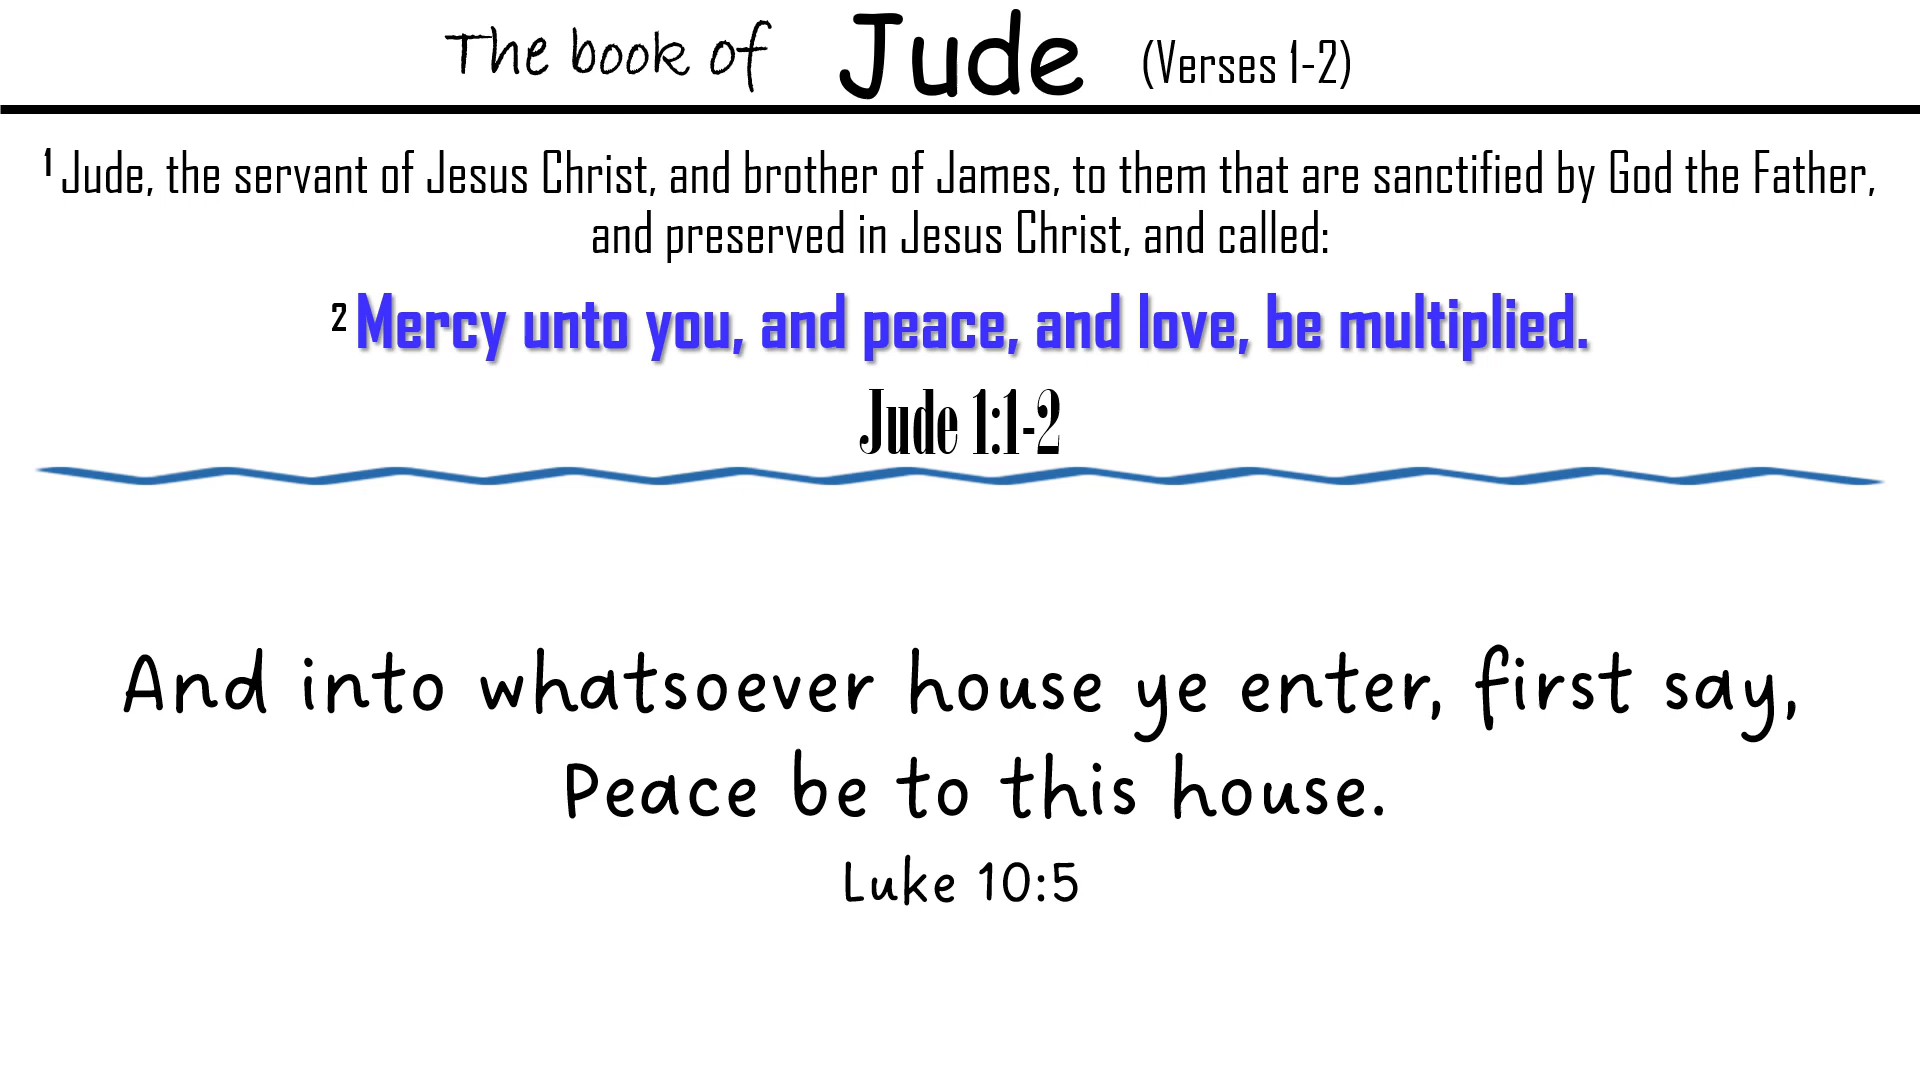 The book of Jude (Verses 1-2)
1 Jude, the servant of Jesus Christ, and brother of James, to them that are sanctified by God the Father,
and preserved in Jesus Christ, and called:
2 Mercy unto you, and peace, and love, be multiplied.
Jude 1:1-2
And into whatsoever house ye enter, first say,
Peace be to this house.
Luke 10:5